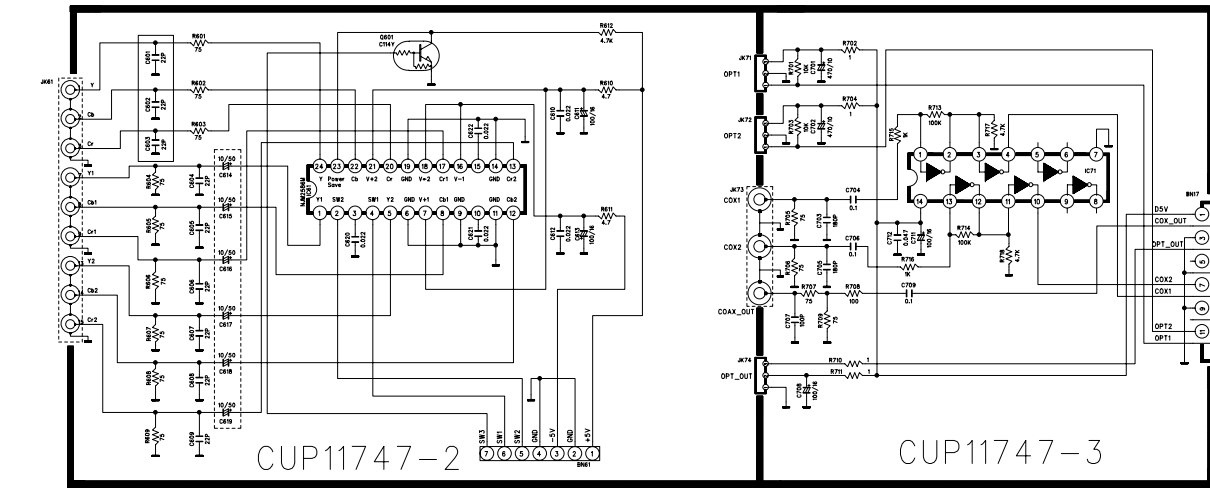 JK61
Y
Cb
Cr
Y1
Cb1
Cr1
Y2
Cb2
Cr2
C601
22P
C602
22P
C603
22P
R601
75
R602
75
R603
75
R604
75
R605
75
R606
75
R607
75
R608
75
R609
75
C604
22P
C605
22P
C606
22P
C607
22P
C608
22P
C609
22P
10/50
C614
10/50
C615
10/50
C616
10/50
C617
10/50
C618
10/50
C619
Q601
C114Y
R612
4.7K
R610
4.7
R611
4.7
C610
0.022
C611
100/16
C622
0.022
C620
0.022
C621
0.022
C612
0.022
C613
100/16
24 23 22 21 20 19 18 17 16 15 14 13
Y Power Save Cb V+2 Cr GND V+2 Cr1 V-1 GND Cr2
NJM2586M
IC61
Y1 SW2 SW1 Y2 GND V+1 Cb1 GND GND Cb2
1 2 3 4 5 6 7 8 9 10 11 12
SW3
SW1
SW2
GND
-5V
GND
+5V
7 6 5 4 3 2 1
BN61
CUP11747-2
JK71
OPT1
R701
10K
C701
470/10
R702
1
JK72
OPT2
R703
10K
C702
470/10
R704
1
JK73
COX1
COX2
COAX_OUT
R705
75
C703
180P
C704
0.1
R706
75
C705
180P
C706
0.1
R707
75
R708
100
C709
0.1
C707
100P
R709
75
R715
1K
R713
100K
R717
4.7K
1 2 3 4 5 6 7
IC71
14 13 12 11 10 9 8
C712
0.047
C711
100/16
R714
100K
R716
1K
R718
4.7K
JK74
OPT_OUT
R710
1
R711
1
C708
100/16
BN17
D5V
COX_OUT
OPT_OUT
COX2
COX1
OPT2
OPT1
1
3
5
7
9
11
CUP11747-3